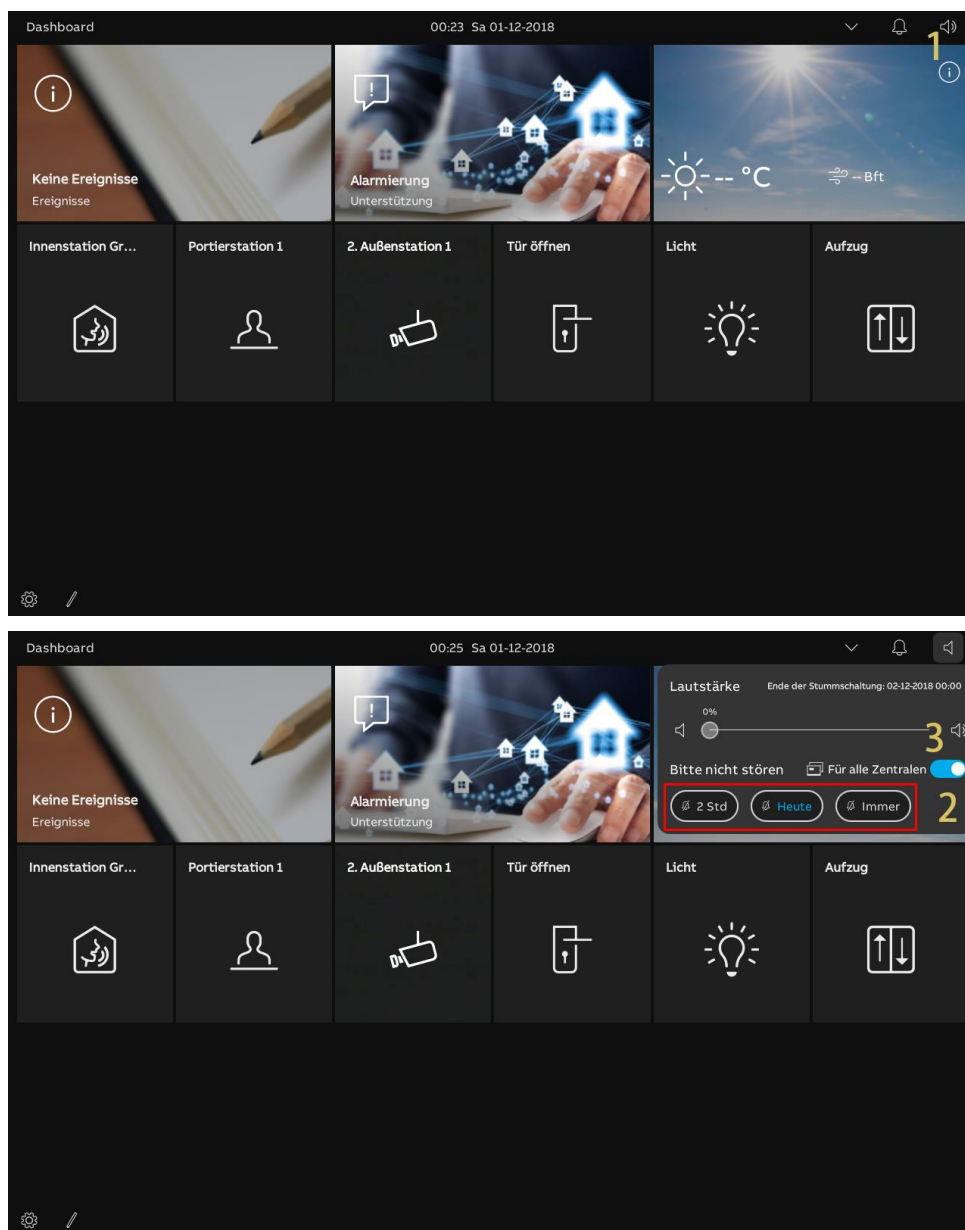 Dashboard 00:23 Sa 01-12-2018
1
Keine Ereignisse
Ereignisse
Alarmierung
Unterstützung
-- °C -- Bft
Innenstation Gr... Portierstation 1 2. Außenstation 1 Tür öffnen Licht Aufzug
Dashboard 00:25 Sa 01-12-2018
Lautstärke Ende der Stummschaltung: 02-12-2018 00:00
0%
3
Bitte nicht stören Für alle Zentralen
2 Std Heute Immer 2
Keine Ereignisse
Ereignisse
Alarmierung
Unterstützung
Innenstation Gr... Portierstation 1 2. Außenstation 1 Tür öffnen Licht Aufzug